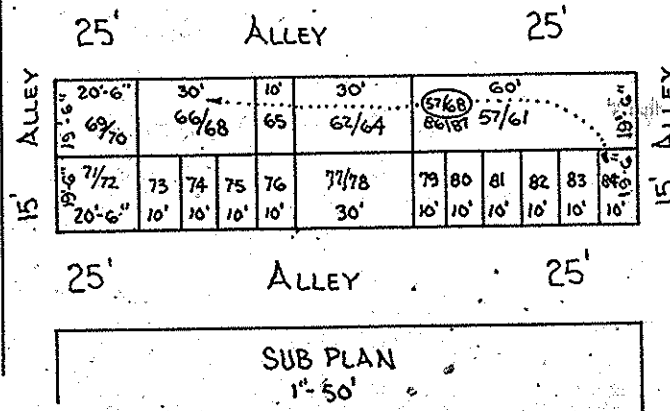 25' ALLEY 25'
ALLEY
15'
20'-6" 30' 10' 30' 60'
19'-6" 69/70 66/68 65 62/64 57/68 57/61 19'-6"
86/87
19'-6" 71/72 73 74 75 76 77/78 79 80 81 82 83 84 19'-6"
20'-6" 10' 10' 10' 10' 30' 10' 10' 10' 10' 10' 10'
ALLEY
15'
25' ALLEY 25'
SUB PLAN
1"-50'